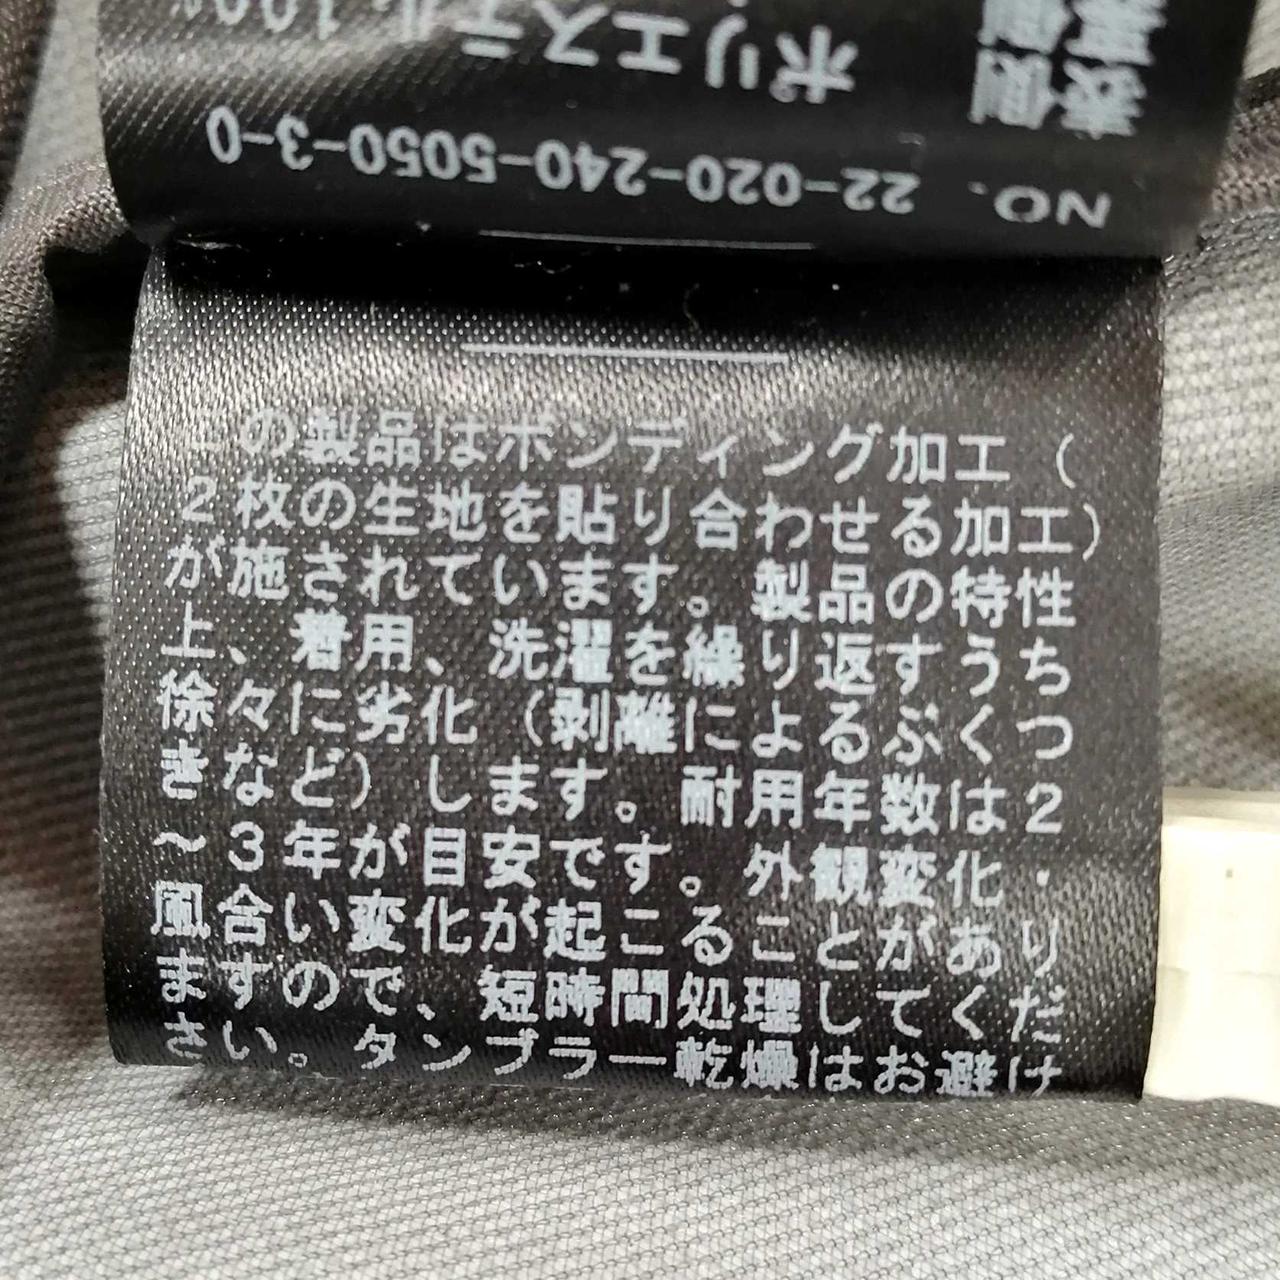 表側
ポリエステル 100%
NO. 22-020-240-5050-3-0
この製品はボンディング加工（
２枚の生地を貼り合わせる加工）
が施されています。製品の特性
上、着用、洗濯を繰り返すうち
徐々に劣化（剥離によるぶくつ
きなど）します。耐用年数は２
～３年が目安です。外観変化・
風合い変化が起こることがあり
ますので、短時間処理してくだ
さい。タンブラー乾燥はお避け